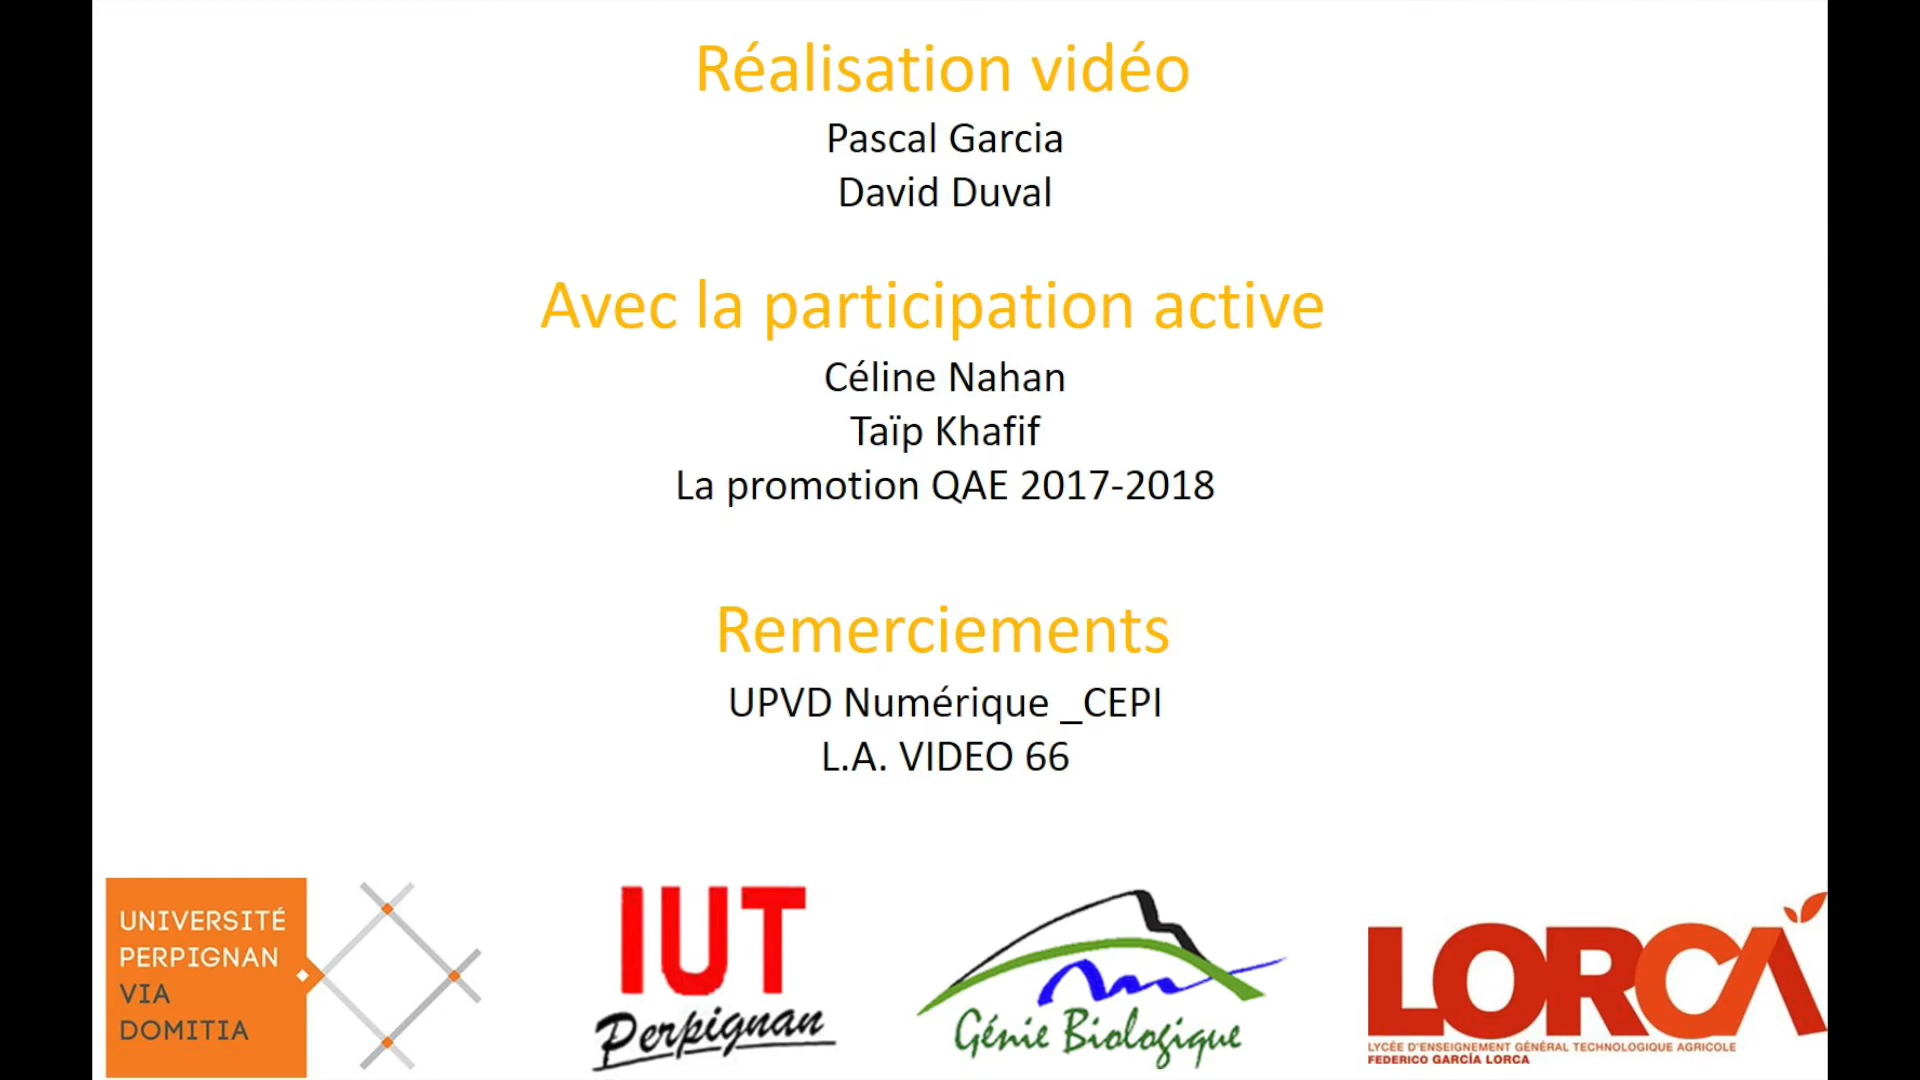 Réalisation vidéo
Pascal Garcia
David Duval
Avec la participation active
Céline Nahan
Taïp Khafif
La promotion QAE 2017-2018
Remerciements
UPVD Numérique _CEPI
L.A. VIDEO 66
UNIVERSITÉ
PERPIGNAN
VIA
DOMITIA
IUT
Perpignan
Génie Biologique
LORCA
LYCÉE D'ENSEIGNEMENT GÉNÉRAL TECHNOLOGIQUE AGRICOLE
FEDERICO GARCÍA LORCA